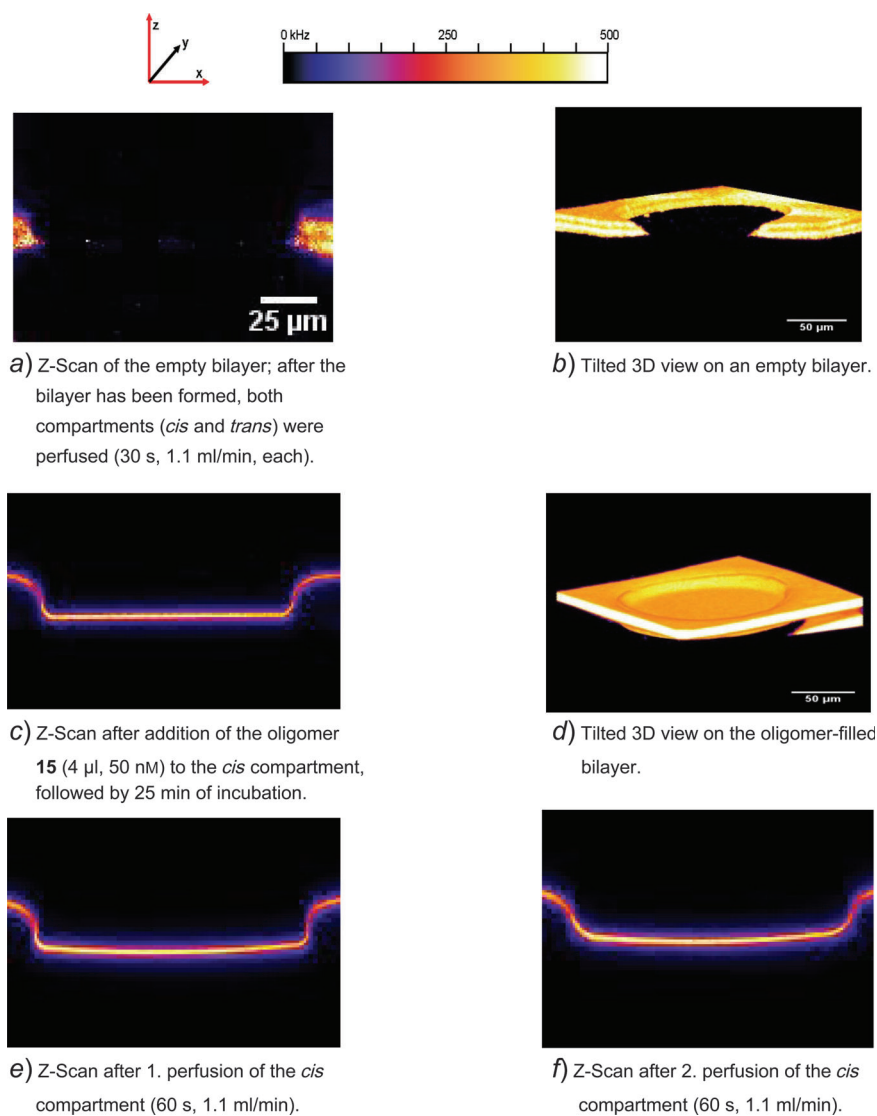 z
y
x
0 kHz 250 500
25 µm
50 µm
a) Z-Scan of the empty bilayer; after the
bilayer has been formed, both
compartments (cis and trans) were
perfused (30 s, 1.1 ml/min, each).
b) Tilted 3D view on an empty bilayer.
50 µm
c) Z-Scan after addition of the oligomer
15 (4 µl, 50 nM) to the cis compartment,
followed by 25 min of incubation.
d) Tilted 3D view on the oligomer-filled
bilayer.
e) Z-Scan after 1. perfusion of the cis
compartment (60 s, 1.1 ml/min).
f) Z-Scan after 2. perfusion of the cis
compartment (60 s, 1.1 ml/min).